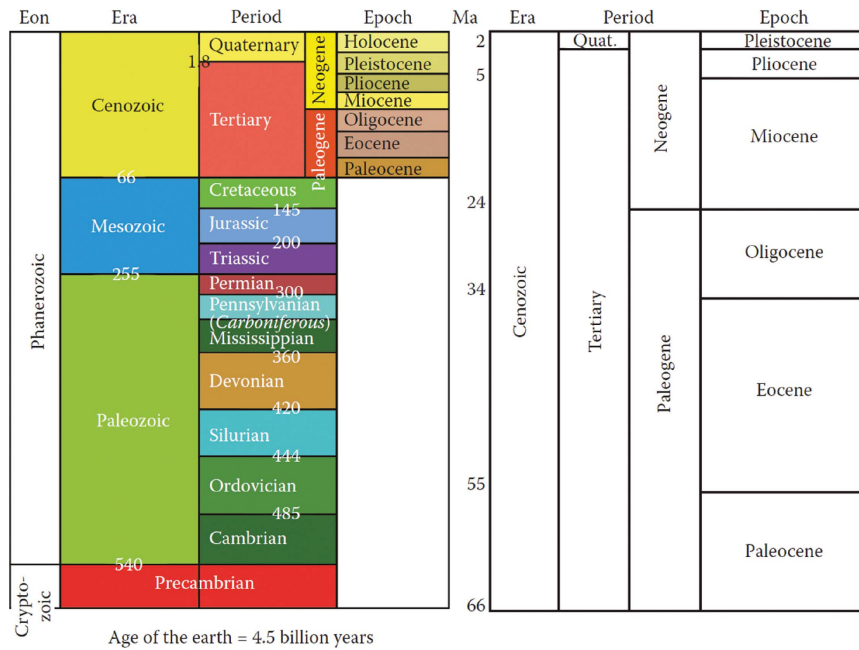 Eon Era Period Epoch
Phanerozoic
Crypto-
zoic
Cenozoic
66
Mesozoic
255
Paleozoic
540
Precambrian
Quaternary
1.8
Tertiary
Neogene
Paleogene
Holocene
Pleistocene
Pliocene
Miocene
Oligocene
Eocene
Paleocene
Cretaceous
145
Jurassic
200
Triassic
Permian
300
Pennsylvanian
(Carboniferous)
Mississippian
360
Devonian
420
Silurian
444
Ordovician
485
Cambrian
Age of the earth = 4.5 billion years
Ma Era Period Epoch
2
5
24
34
55
66
Cenozoic
Quat.
Tertiary
Neogene
Paleogene
Pleistocene
Pliocene
Miocene
Oligocene
Eocene
Paleocene